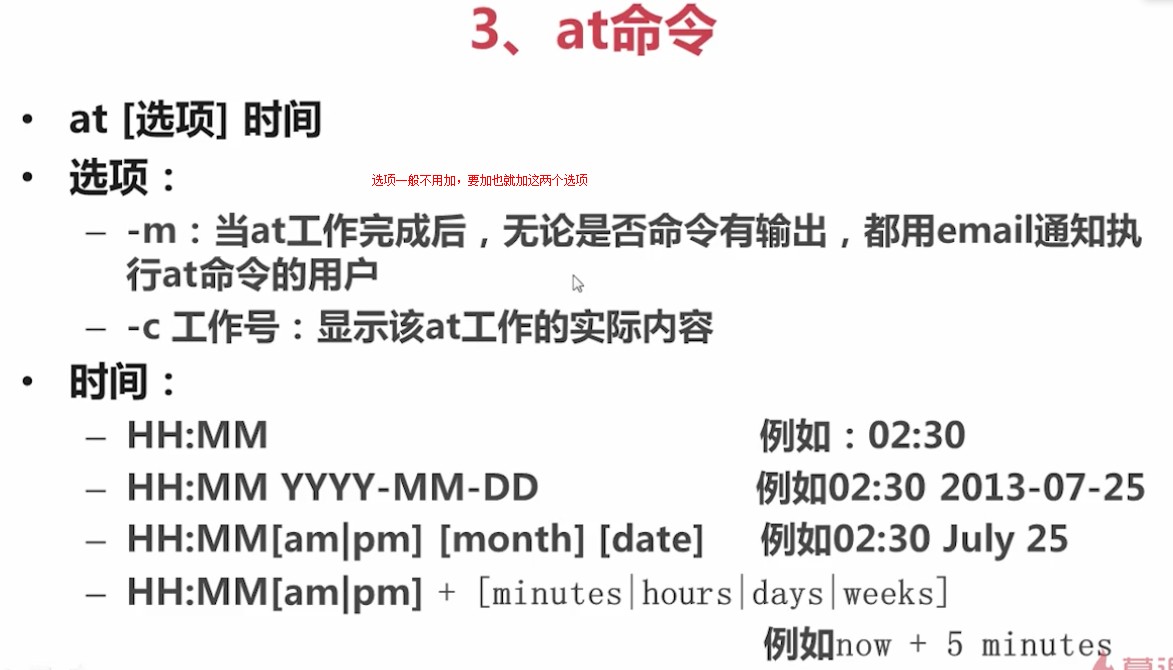 3、at命令
• at [选项] 时间
• 选项：
选项一般不用加，要加也就加这两个选项
– -m：当at工作完成后，无论是否命令有输出，都用email通知执
行at命令的用户
– -c 工作号：显示该at工作的实际内容
• 时间：
– HH:MM 例如：02:30
– HH:MM YYYY-MM-DD 例如02:30 2013-07-25
– HH:MM[am|pm] [month] [date] 例如02:30 July 25
– HH:MM[am|pm] + [minutes|hours|days|weeks]
例如now + 5 minutes